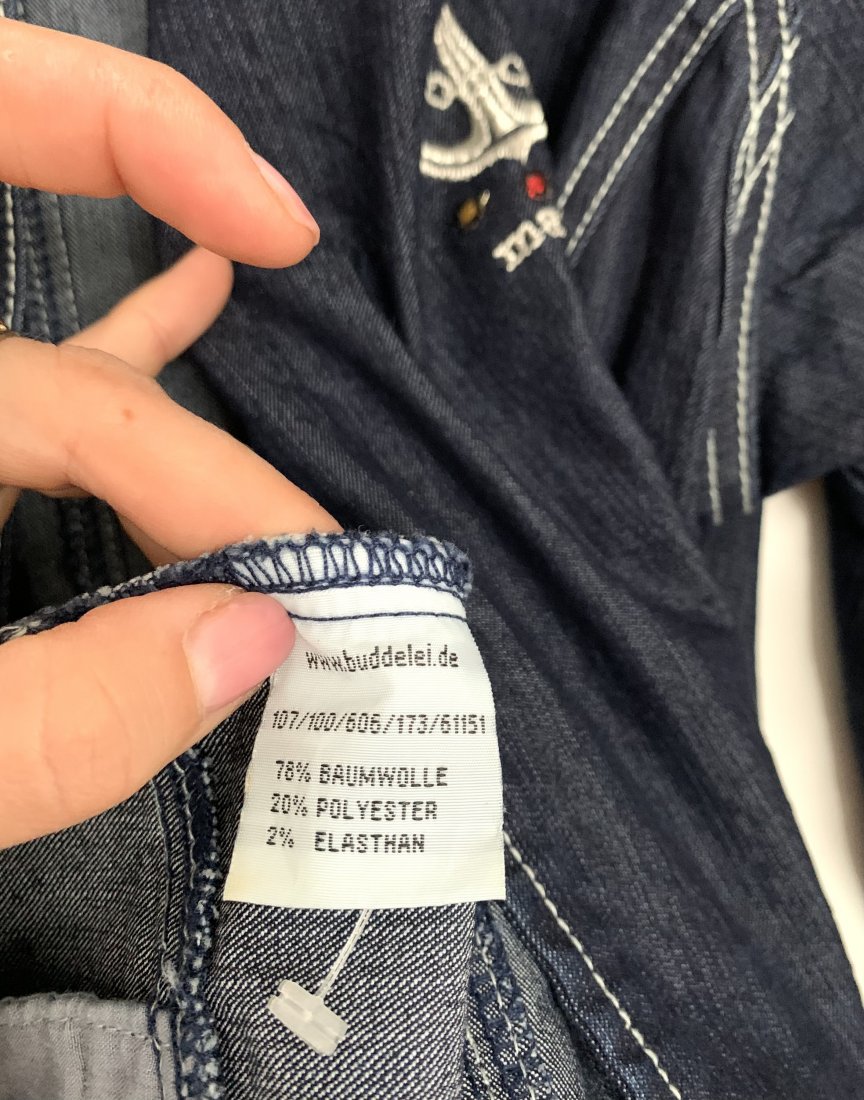 www.buddelei.de
107/100/606/173/61151
78% BAUMWOLLE
20% POLYESTER
2% ELASTHAN